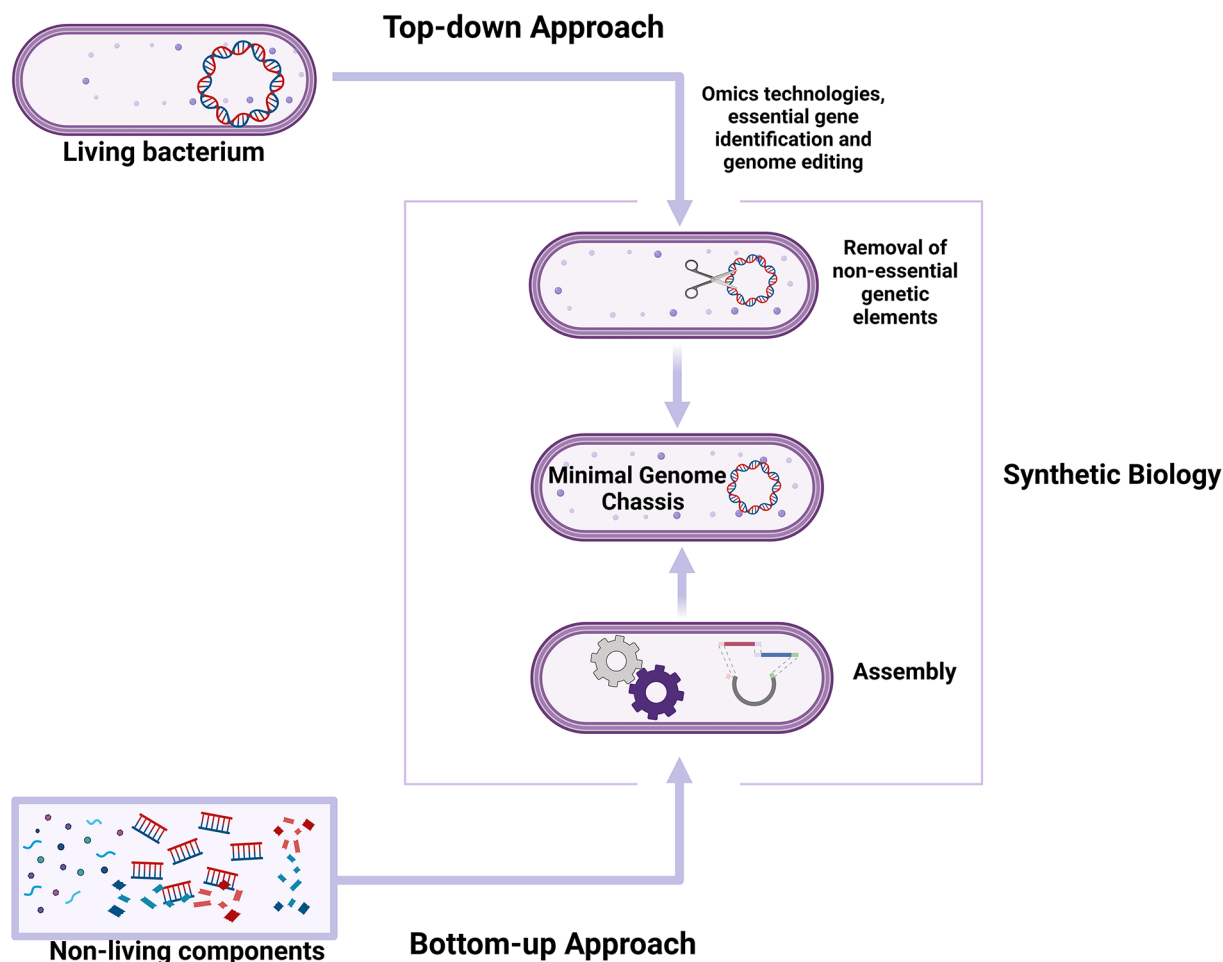 Top-down Approach
Living bacterium
Omics technologies,
essential gene
identification and
genome editing
Removal of
non-essential
genetic
elements
Minimal Genome
Chassis
Synthetic Biology
Assembly
Non-living components
Bottom-up Approach